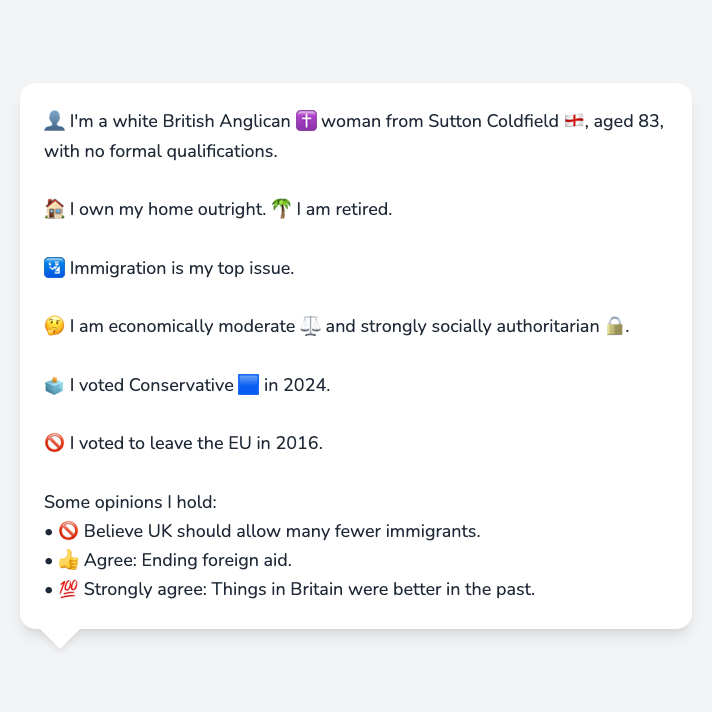 👤 I'm a white British Anglican ✝️ woman from Sutton Coldfield 🏴󠁧󠁢󠁥󠁮󠁧󠁿, aged 83,
with no formal qualifications.
🏠 I own my home outright. 🌴 I am retired.
🛂 Immigration is my top issue.
🤔 I am economically moderate ⚖️ and strongly socially authoritarian 🔒.
🗳️ I voted Conservative 🟦 in 2024.
🚫 I voted to leave the EU in 2016.
Some opinions I hold:
• 🚫 Believe UK should allow many fewer immigrants.
• 👍 Agree: Ending foreign aid.
• 💯 Strongly agree: Things in Britain were better in the past.